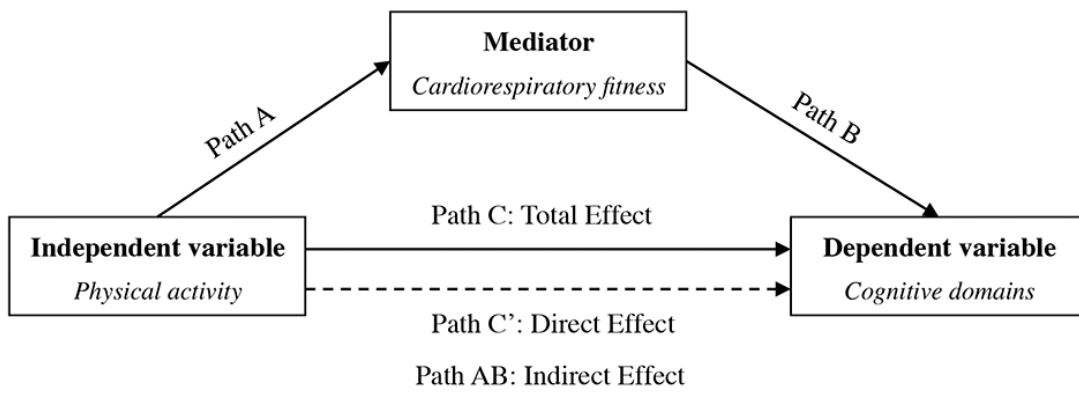 Mediator
Cardiorespiratory fitness
Path A
Path B
Path C: Total Effect
Independent variable
Physical activity
Dependent variable
Cognitive domains
Path C’: Direct Effect
Path AB: Indirect Effect